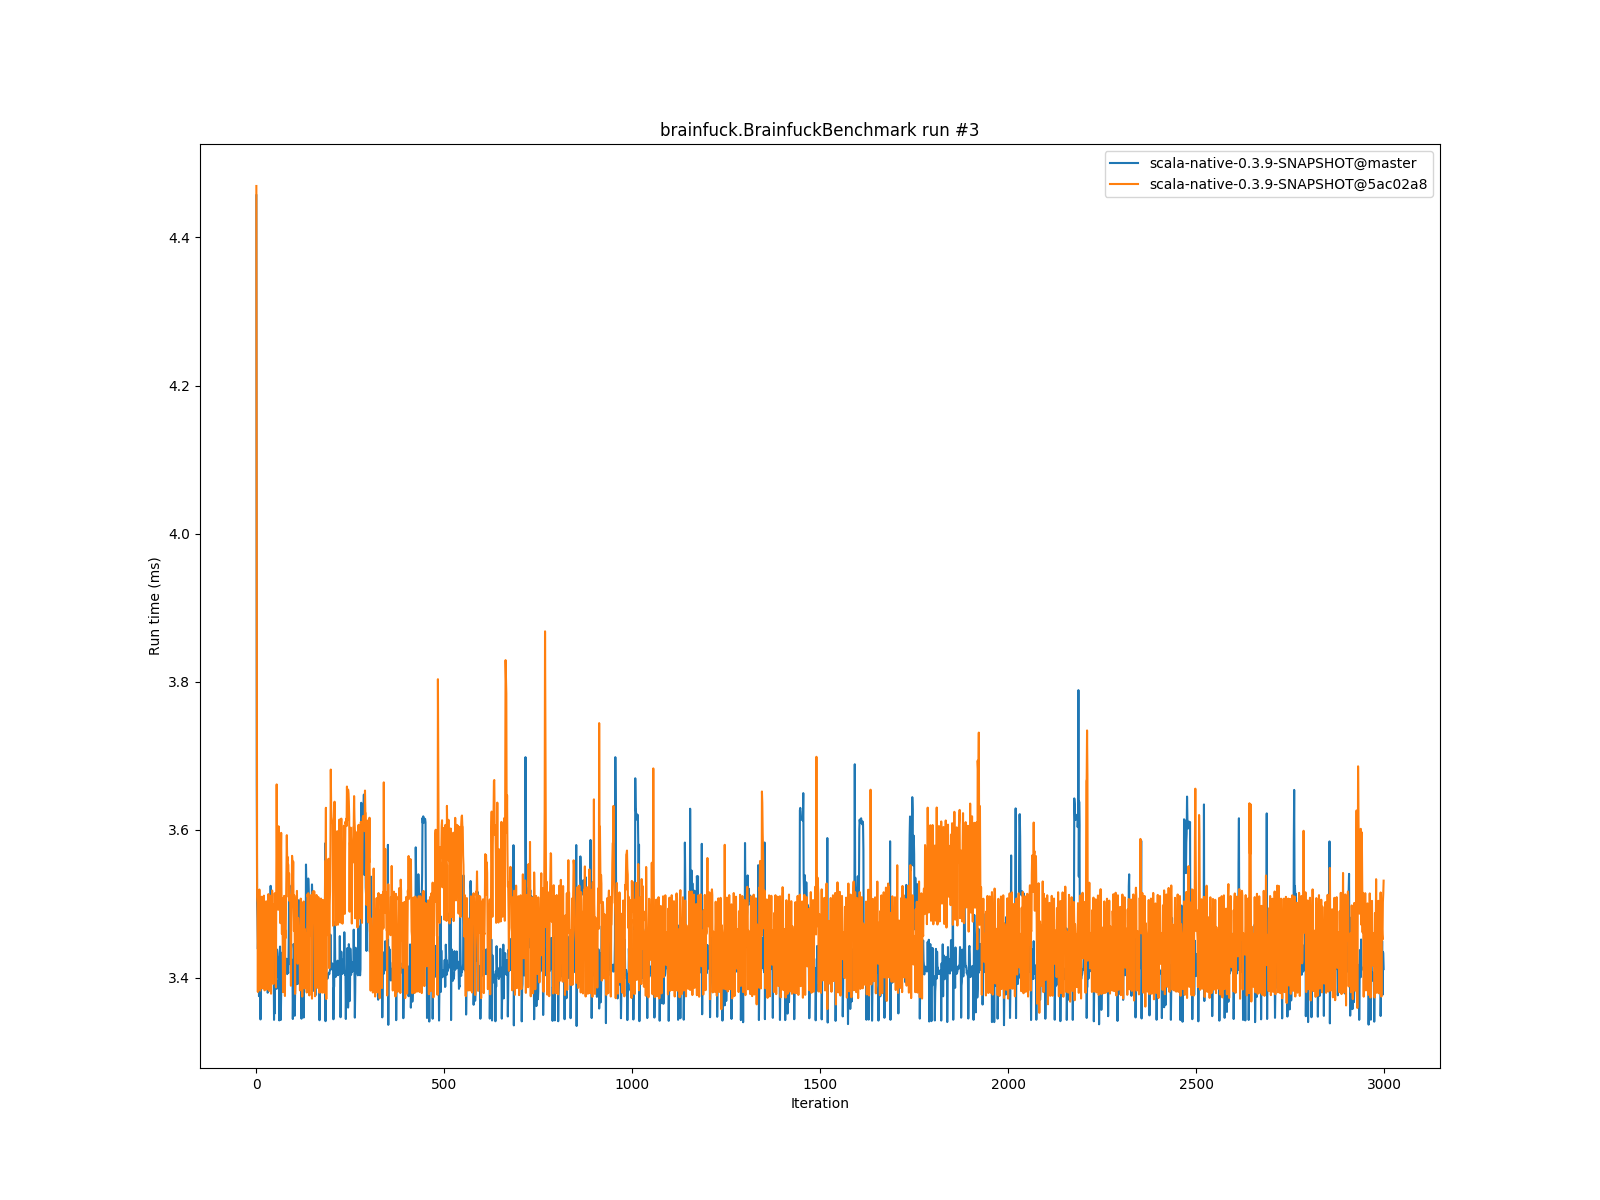 brainfuck.BrainfuckBenchmark run #3
scala-native-0.3.9-SNAPSHOT@master
scala-native-0.3.9-SNAPSHOT@5ac02a8
4.4
4.2
4.0
3.8
3.6
3.4
Run time (ms)
0 500 1000 1500 2000 2500 3000
Iteration